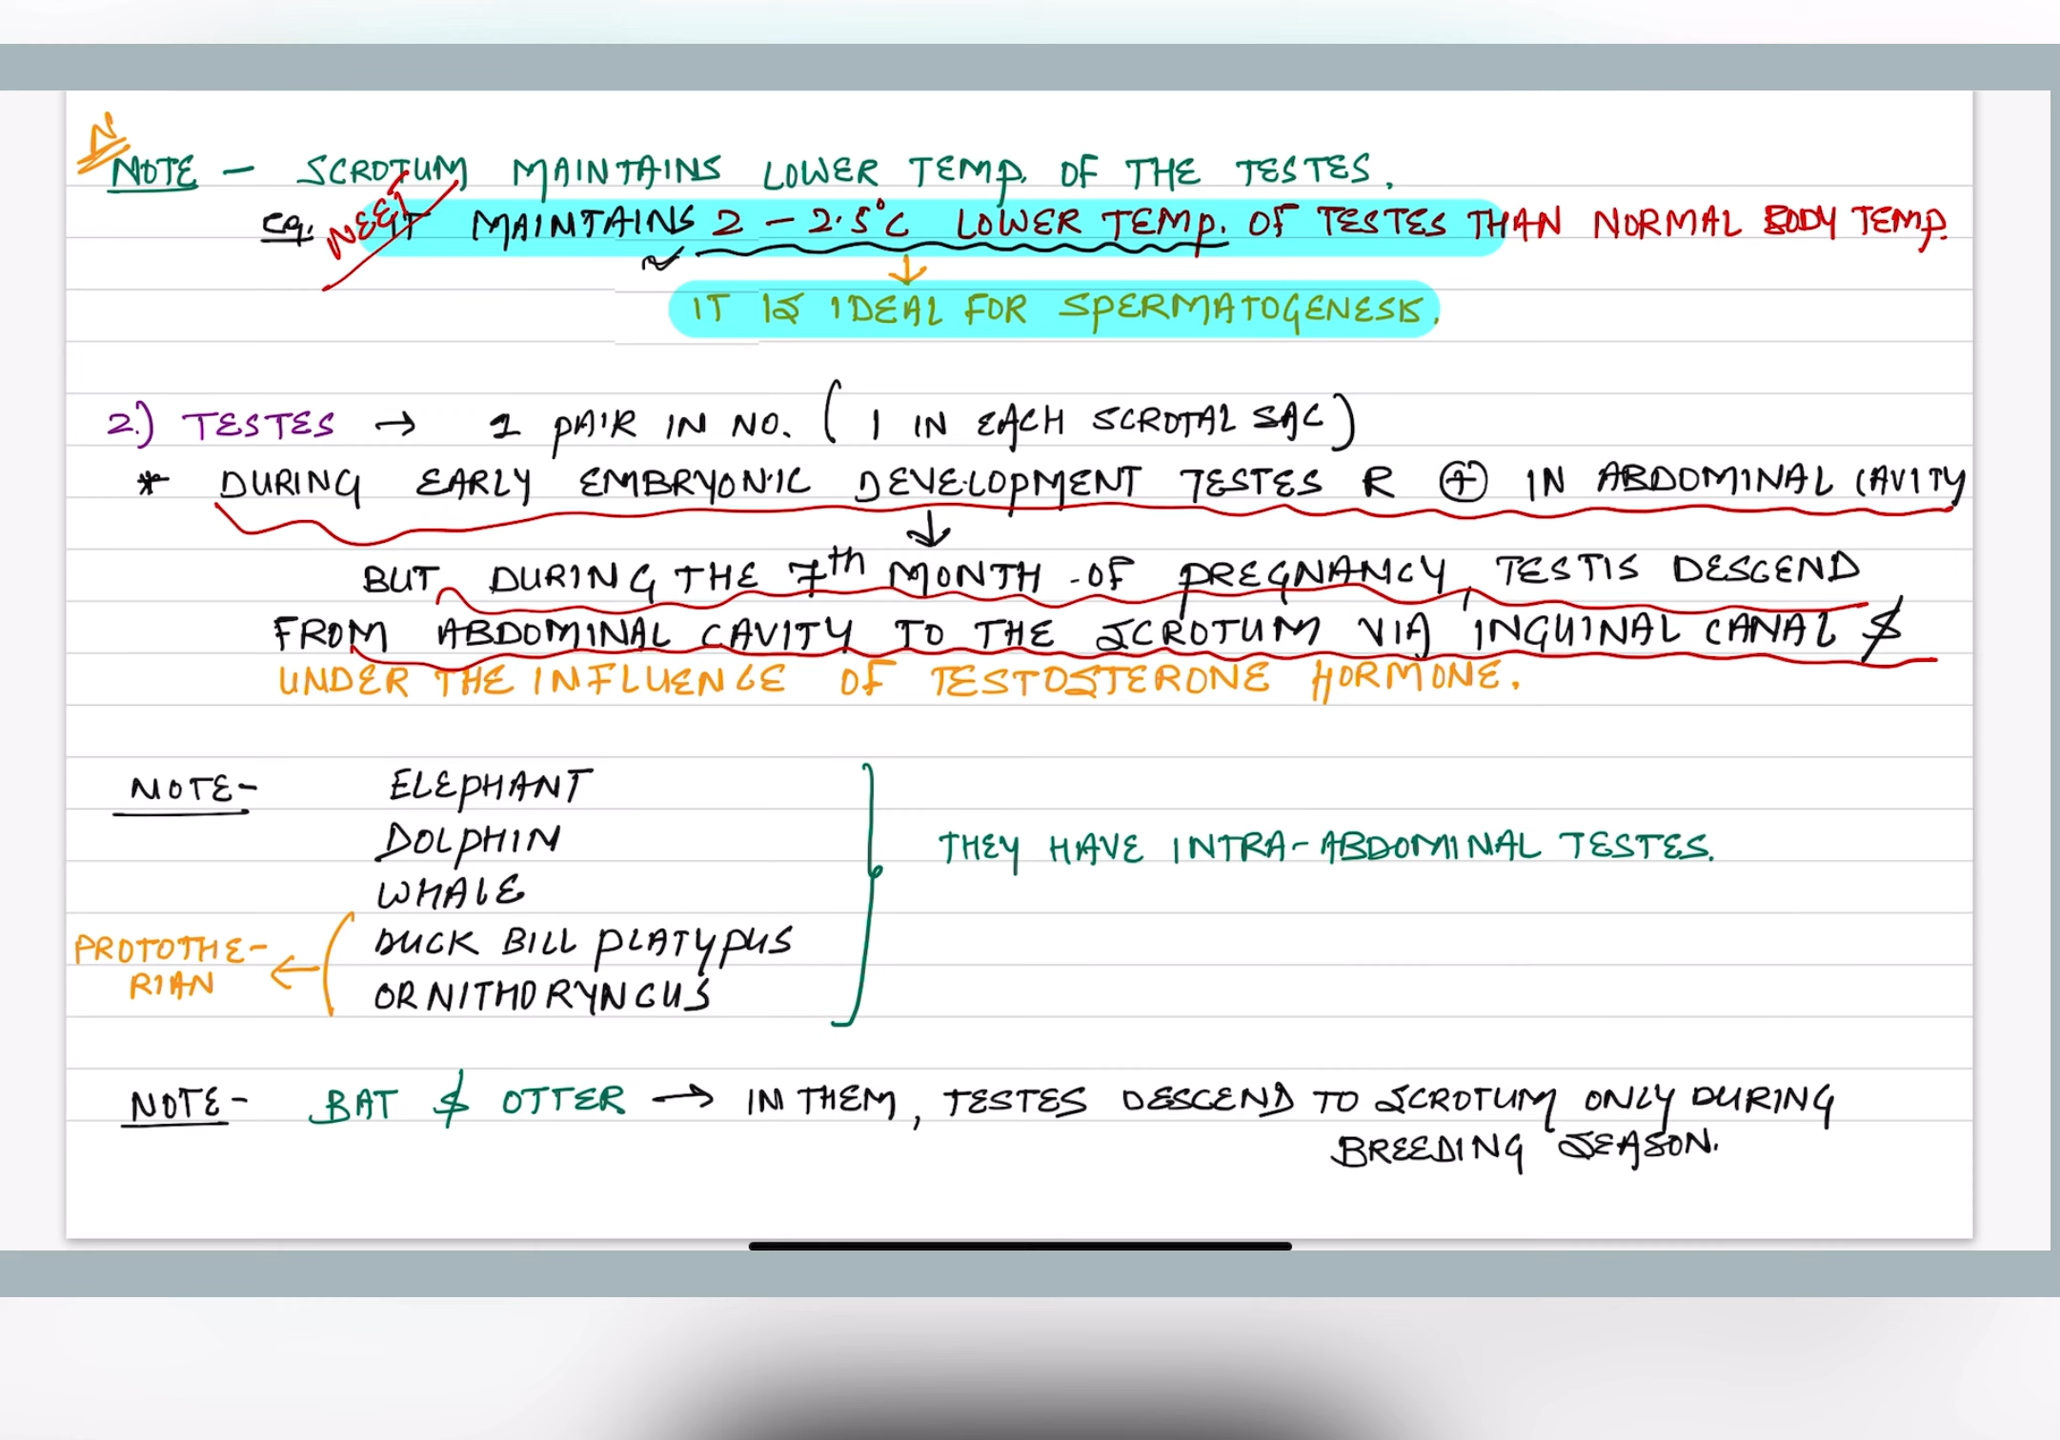 N
NOTE - SCROTUM MAINTAINS LOWER TEMP. OF THE TESTES.
eg. NEET IT MAINTAINS 2 - 2.5°C LOWER TEMP. OF TESTES THAN NORMAL BODY TEMP.
↓
IT IS IDEAL FOR SPERMATOGENESIS.
2.) TESTES → 1 PAIR IN NO. (1 IN EACH SCROTAL SAC)
* DURING EARLY EMBRYONIC DEVELOPMENT TESTES R ⊕ IN ABDOMINAL CAVITY
↓
BUT DURING THE 7th MONTH OF PREGNANCY, TESTIS DESCEND
FROM ABDOMINAL CAVITY TO THE SCROTUM VIA INGUINAL CANAL &
UNDER THE INFLUENCE OF TESTOSTERONE HORMONE.
NOTE- ELEPHANT
DOLPHIN
WHALE
DUCK BILL PLATYPUS
ORNITHORYNCUS
THEY HAVE INTRA-ABDOMINAL TESTES.
PROTOTHE-
RIAN ←
NOTE- BAT & OTTER → IN THEM, TESTES DESCEND TO SCROTUM ONLY DURING
BREEDING SEASON.